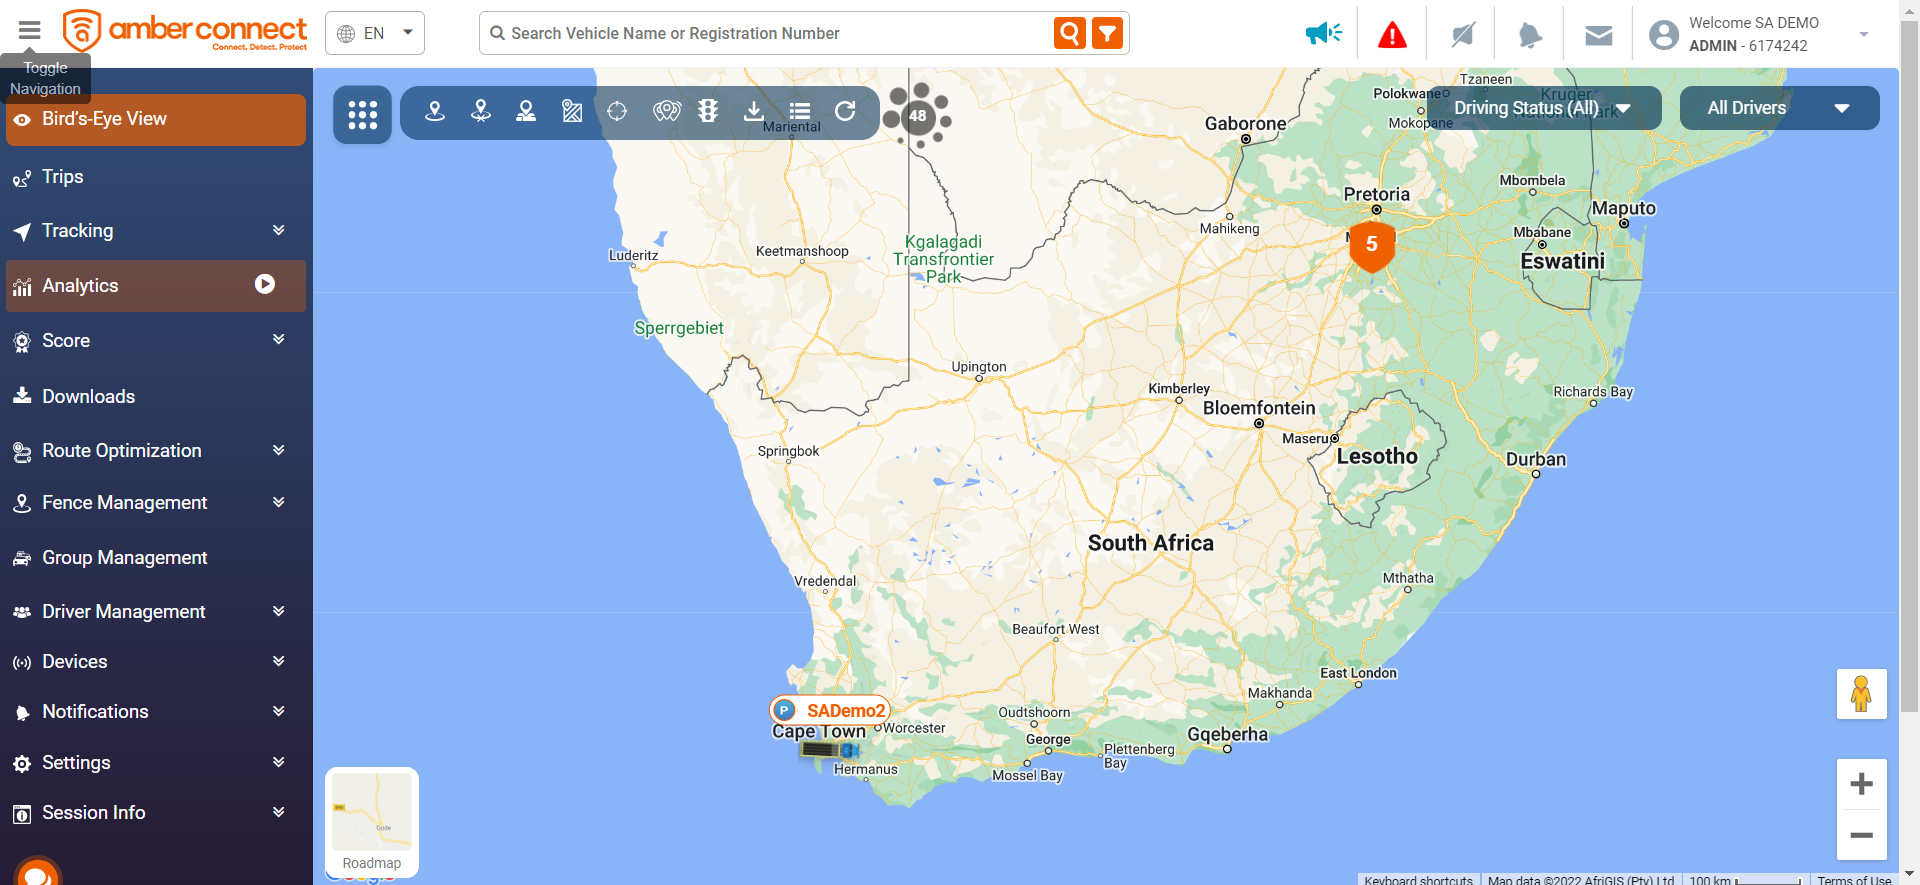 amber connect
Connect. Detect. Protect
EN
Search Vehicle Name or Registration Number
Welcome SA DEMO
ADMIN - 6174242
Toggle
Navigation
Bird's-Eye View
Trips
Tracking
Analytics
Score
Downloads
Route Optimization
Fence Management
Group Management
Driver Management
Devices
Notifications
Settings
Session Info
48
Driving Status (All)
All Drivers
Tzaneen
Polokwane
Kruger
Mokopane
Mariental
Gaborone
Mbombela
Pretoria
Maputo
Mahikeng
Mbabane
5
Eswatini
Keetmanshoop
Luderitz
Kgalagadi
Transfrontier
Park
Sperrgebiet
Upington
Kimberley
Richards Bay
Bloemfontein
Maseru
Lesotho
Springbok
Durban
South Africa
Vredendal
Mthatha
Beaufort West
East London
Makhanda
P SADemo2
Oudtshoorn
Cape Town
Worcester
George
Gqeberha
Plettenberg
Bay
Hermanus
Mossel Bay
Gode
Roadmap
Keyboard shortcuts
Map data ©2022 AfriGIS (Pty) Ltd
100 km
Terms of Use